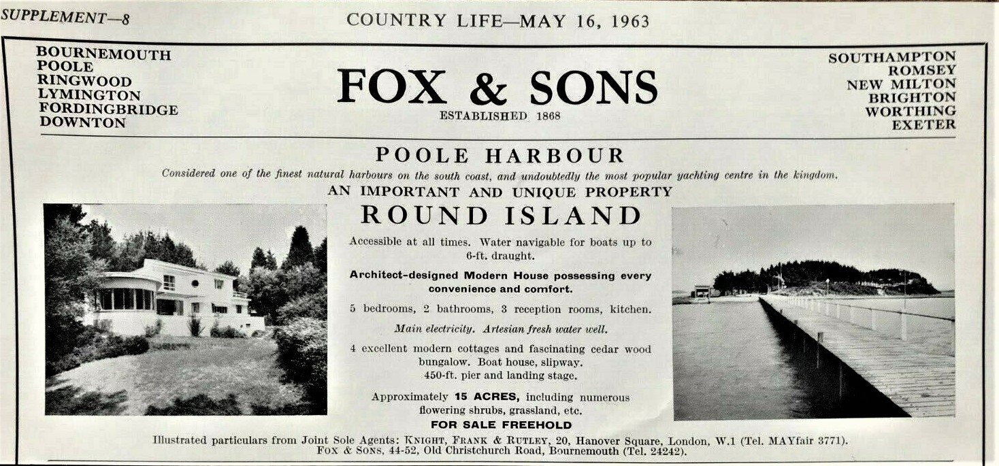 SUPPLEMENT—8
COUNTRY LIFE—MAY 16, 1963
BOURNEMOUTH
POOLE
RINGWOOD
LYMINGTON
FORDINGBRIDGE
DOWNTON
FOX & SONS
ESTABLISHED 1868
SOUTHAMPTON
ROMSEY
NEW MILTON
BRIGHTON
WORTHING
EXETER
POOLE HARBOUR
Considered one of the finest natural harbours on the south coast, and undoubtedly the most popular yachting centre in the kingdom.
AN IMPORTANT AND UNIQUE PROPERTY
ROUND ISLAND
Accessible at all times. Water navigable for boats up to
6-ft. draught.
Architect-designed Modern House possessing every
convenience and comfort.
5 bedrooms, 2 bathrooms, 3 reception rooms, kitchen.
Main electricity. Artesian fresh water well.
4 excellent modern cottages and fascinating cedar wood
bungalow. Boat house, slipway.
450-ft. pier and landing stage.
Approximately 15 ACRES, including numerous
flowering shrubs, grassland, etc.
FOR SALE FREEHOLD
Illustrated particulars from Joint Sole Agents: KNIGHT, FRANK & RUTLEY, 20, Hanover Square, London, W.1 (Tel. MAYfair 3771).
FOX & SONS, 44-52, Old Christchurch Road, Bournemouth (Tel. 24242).